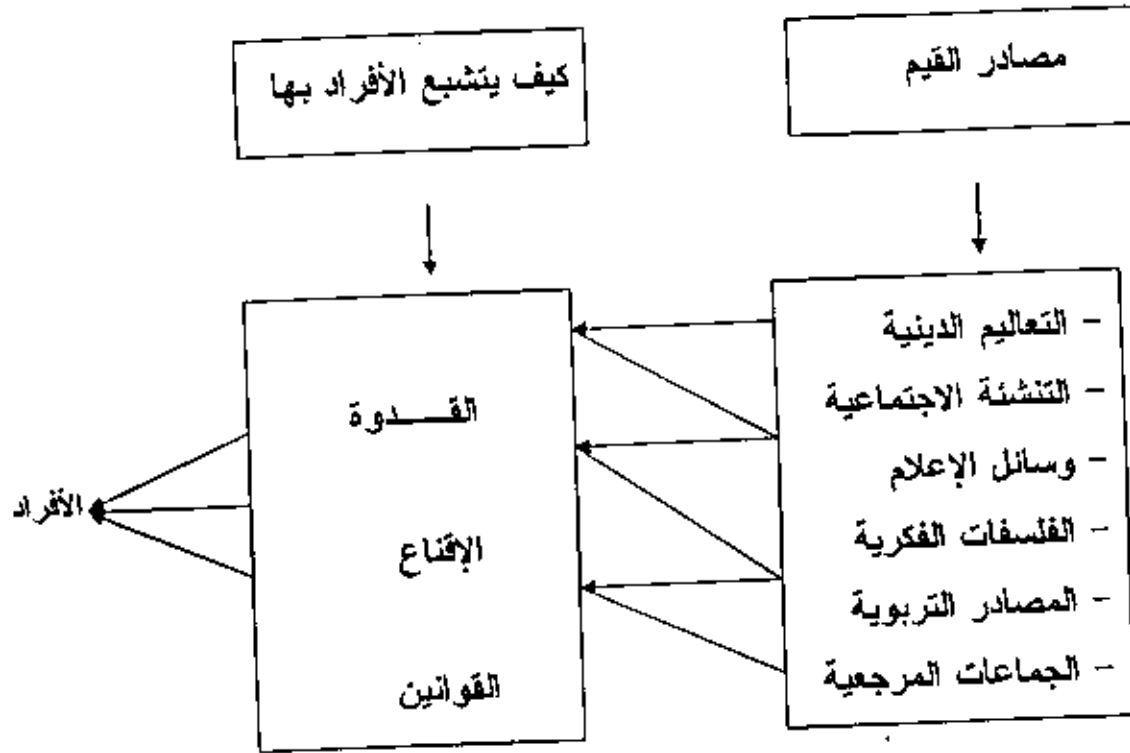 مصادر القيم
كيف يتشبع الأفراد بها
- التعاليم الدينية
- التنشئة الاجتماعية
- وسائل الإعلام
- الفلسفات الفكرية
- المصادر التربوية
- الجماعات المرجعية
القـــــدوة
الإقناع
القوانين
الأفراد